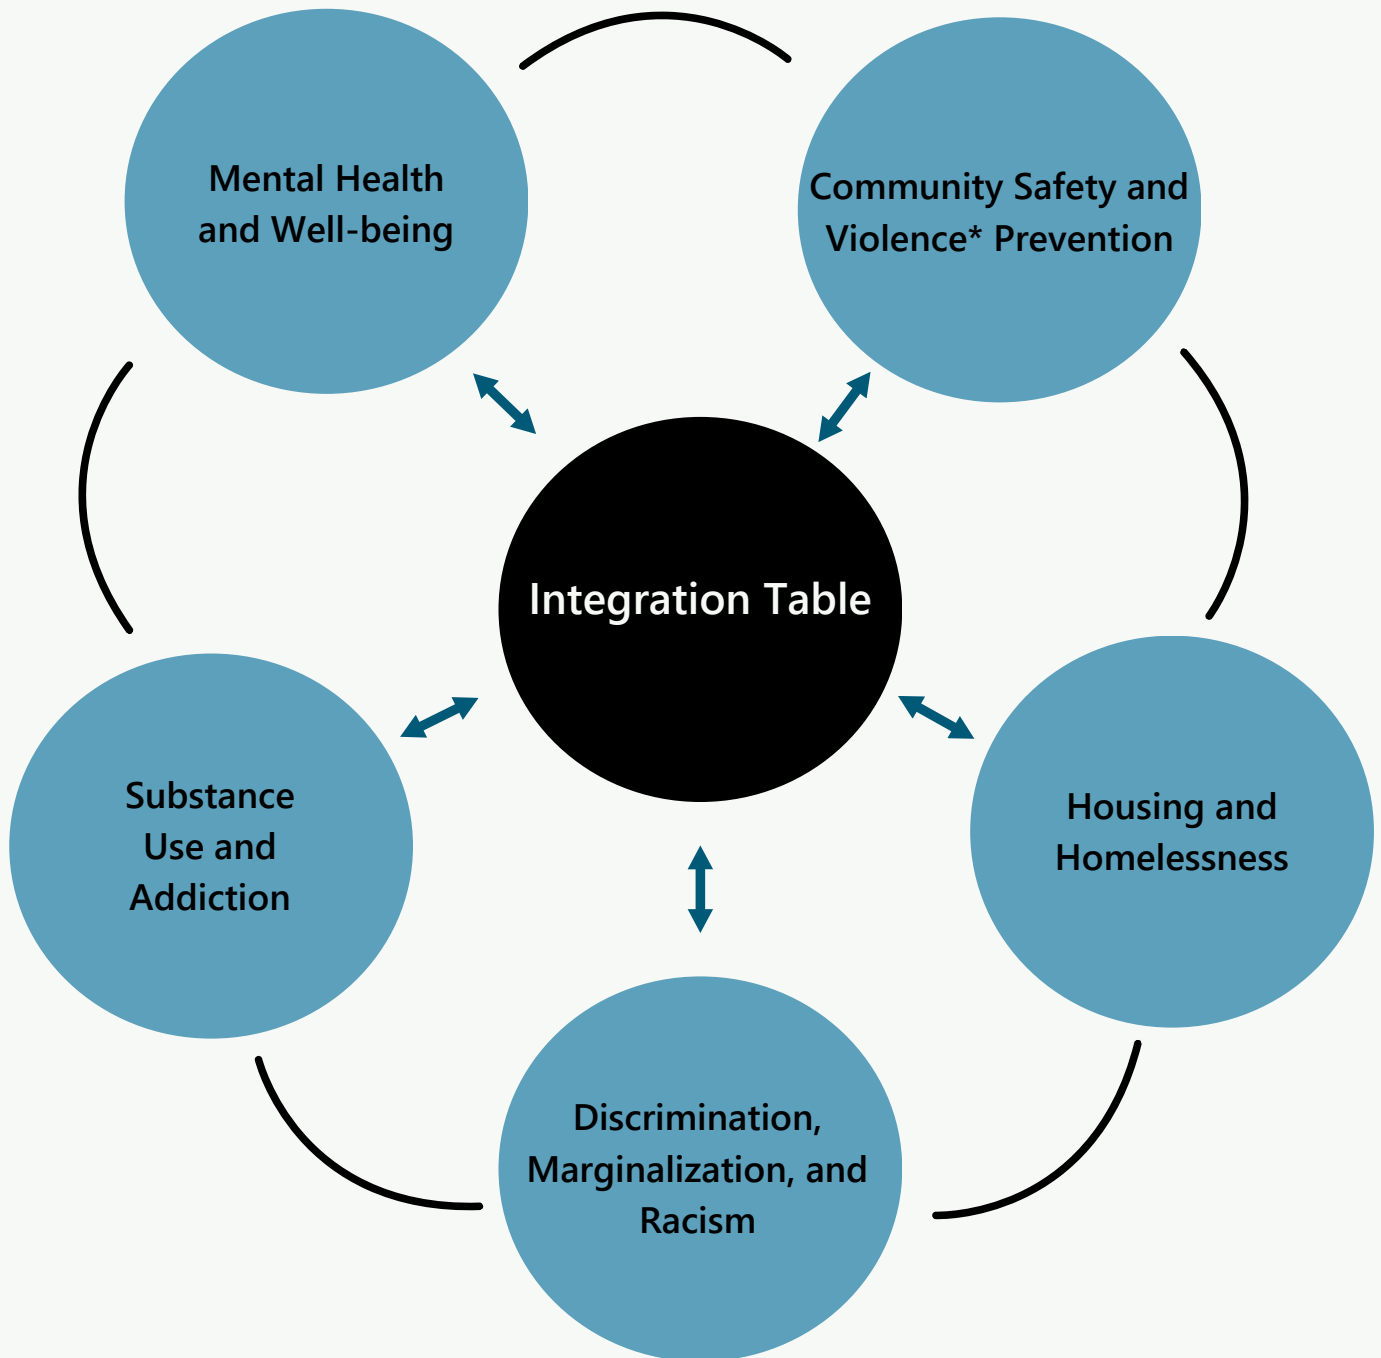 Mental Health
and Well-being
Community Safety and
Violence* Prevention
Integration Table
Substance
Use and
Addiction
Housing and
Homelessness
Discrimination,
Marginalization, and
Racism